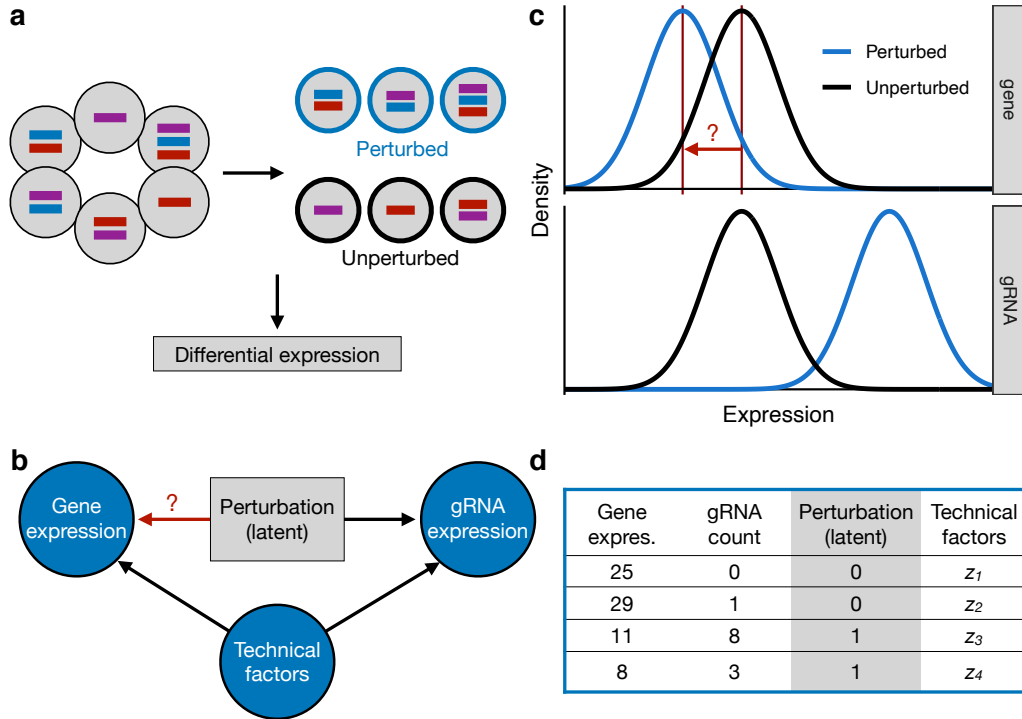 a
Perturbed
Unperturbed
Differential expression
b
Gene
expression
?
Perturbation
(latent)
gRNA
expression
Technical
factors
c
Perturbed
Unperturbed
?
gene
gRNA
Density
Expression
d
Gene expres. gRNA count Perturbation (latent) Technical factors
25 0 0 z1
29 1 0 z2
11 8 1 z3
8 3 1 z4